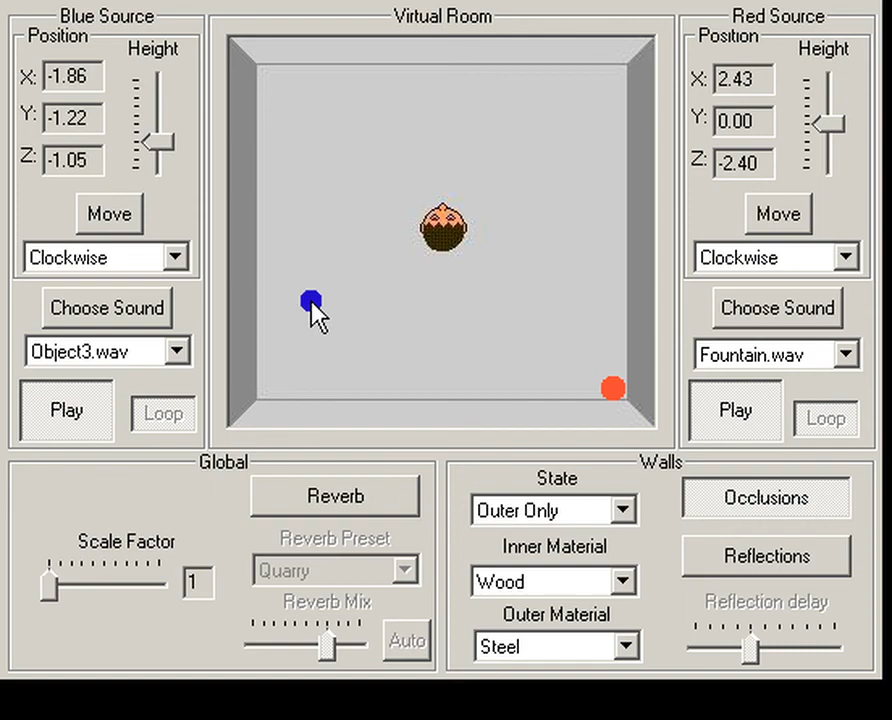 Blue Source
Position
Height
X: -1.86
Y: -1.22
Z: -1.05
Move
Clockwise
Choose Sound
Object3.wav
Play
Loop
Virtual Room
Red Source
Position
Height
X: 2.43
Y: 0.00
Z: -2.40
Move
Clockwise
Choose Sound
Fountain.wav
Play
Loop
Global
Scale Factor
1
Reverb
Reverb Preset
Quarry
Reverb Mix
Auto
Walls
State
Outer Only
Inner Material
Wood
Outer Material
Steel
Occlusions
Reflections
Reflection delay